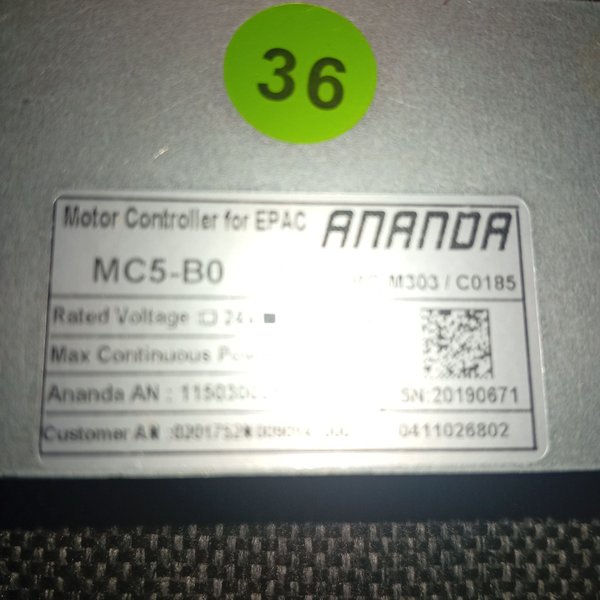 36
Motor Controller for EPAC ANANDA
MC5-B0 M303 / C0185
Rated Voltage 24
Max Continuous
Ananda AN :
SN:20190671
Customer 0411026802